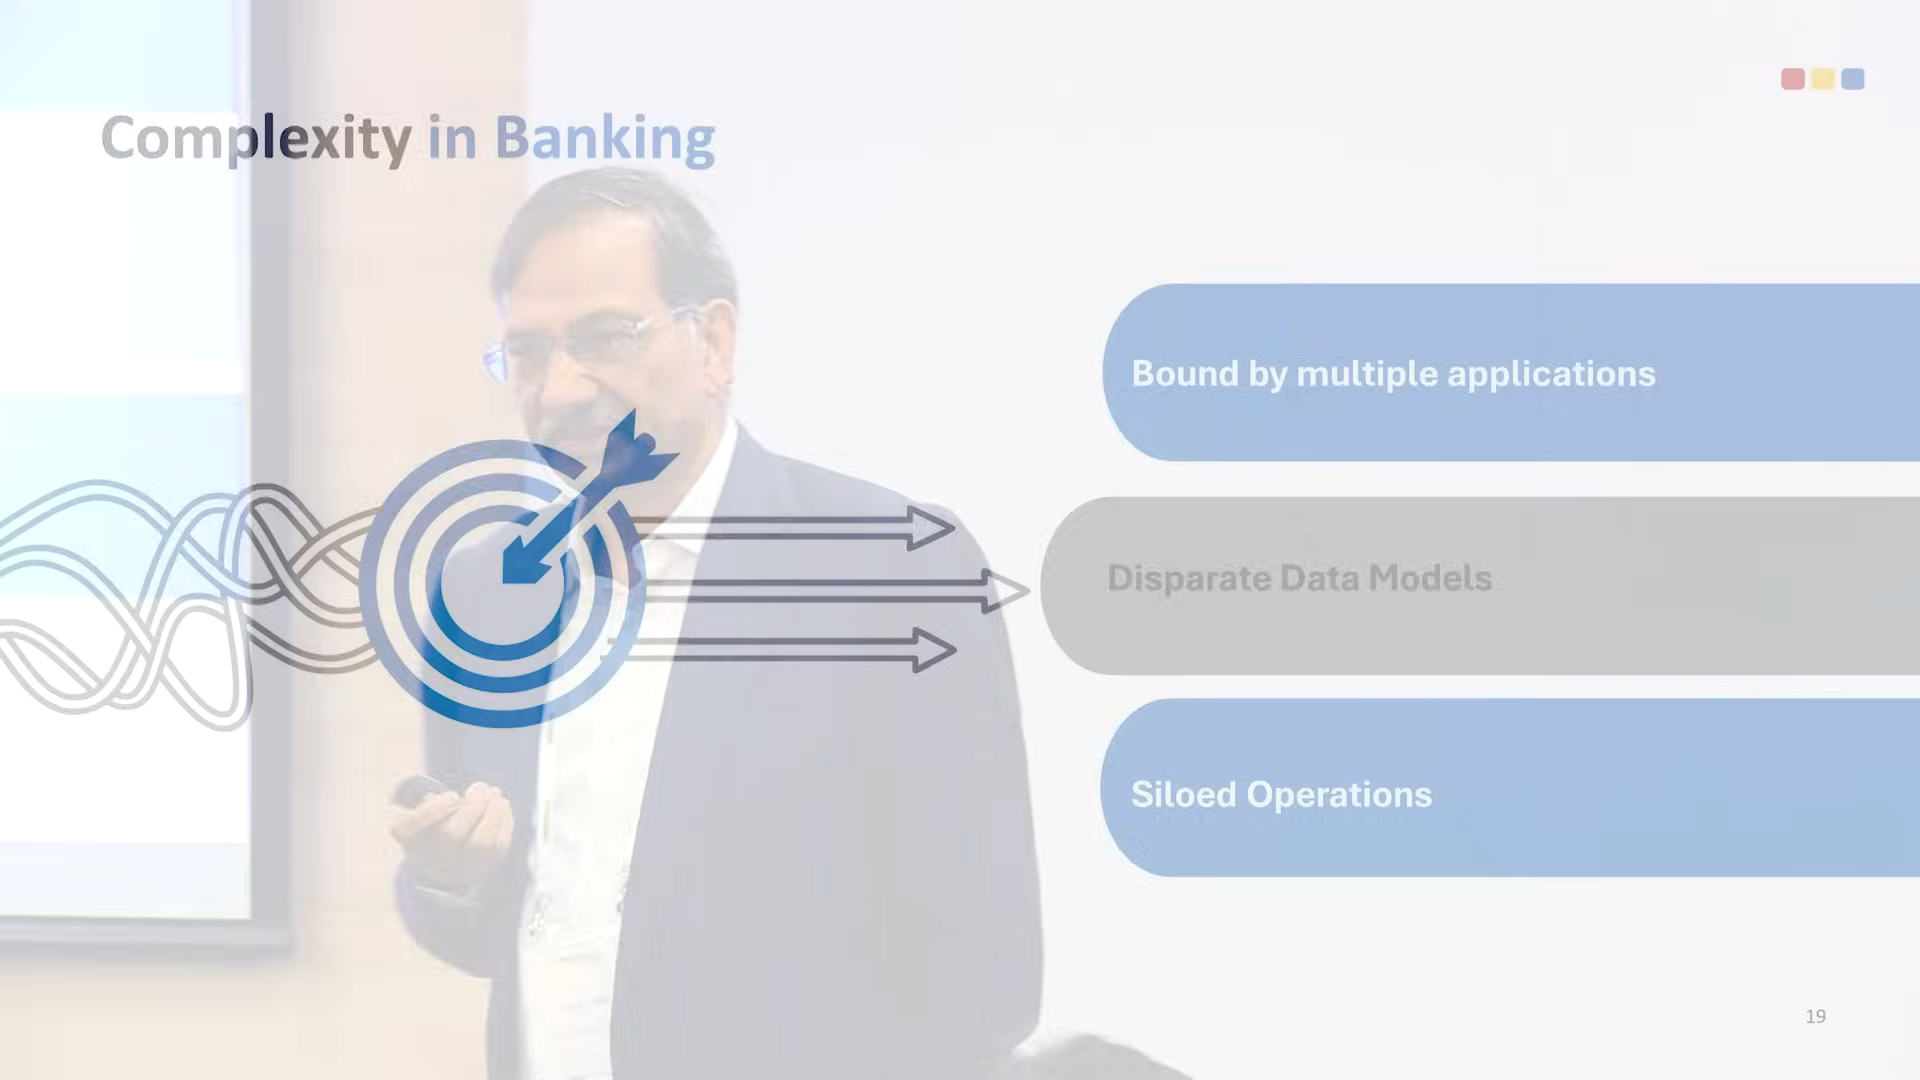 Complexity in Banking
Bound by multiple applications
Disparate Data Models
Siloed Operations
19